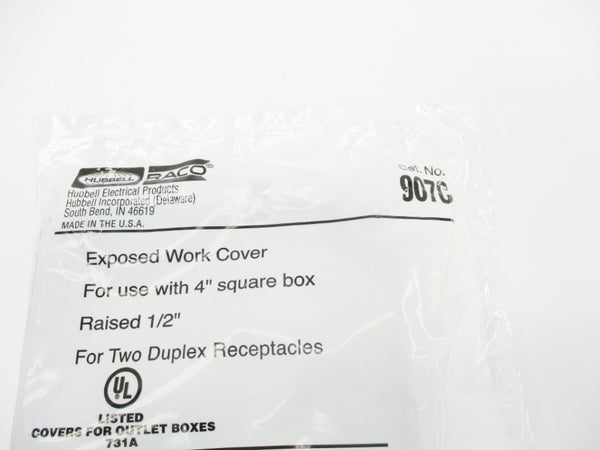 HUBBELL RACO®
Hubbell Electrical Products
Hubbell Incorporated (Delaware)
South Bend, IN 46619
MADE IN THE U.S.A.
Cat. No.
907C
Exposed Work Cover
For use with 4" square box
Raised 1/2"
For Two Duplex Receptacles
UL
LISTED
COVERS FOR OUTLET BOXES
731A